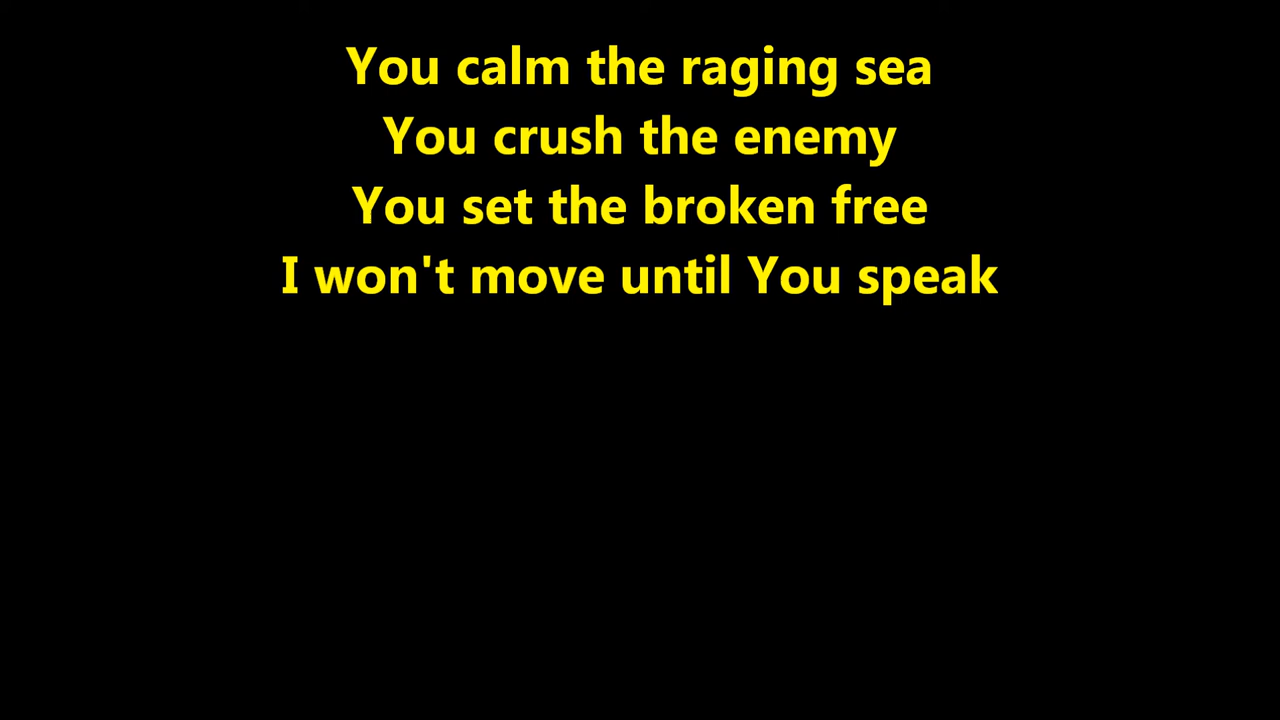 You calm the raging sea
You crush the enemy
You set the broken free
I won't move until You speak